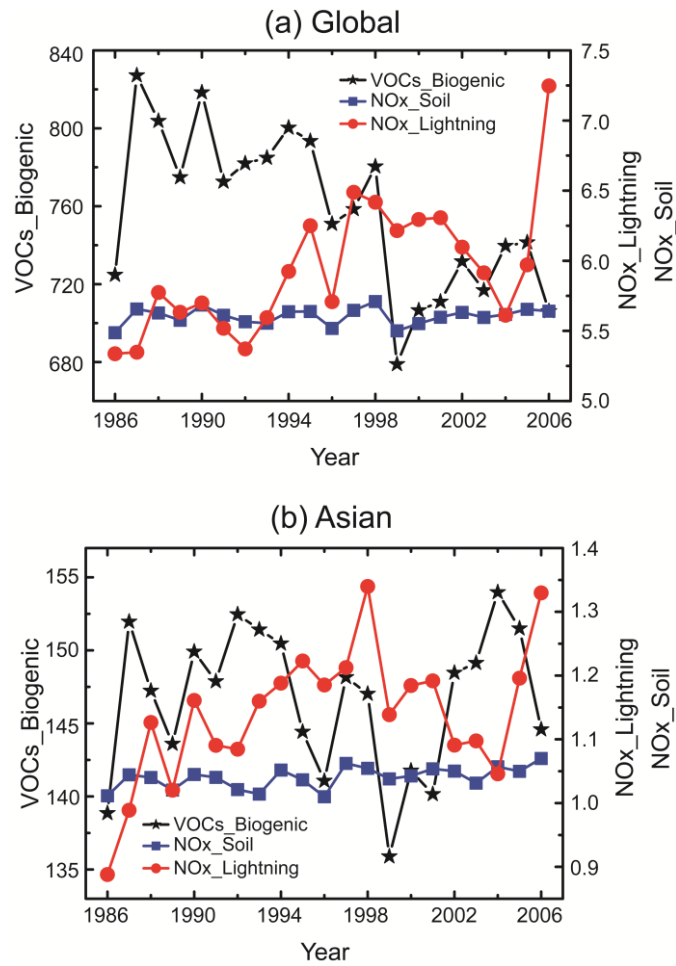 (a) Global
840
800
760
720
680
VOCs_Biogenic
7.5
7.0
6.5
6.0
5.5
5.0
NOx_Lightning
NOx_Soil
VOCs_Biogenic
NOx_Soil
NOx_Lightning
1986 1990 1994 1998 2002 2006
Year
(b) Asian
155
150
145
140
135
VOCs_Biogenic
1.4
1.3
1.2
1.1
1.0
0.9
NOx_Lightning
NOx_Soil
VOCs_Biogenic
NOx_Soil
NOx_Lightning
1986 1990 1994 1998 2002 2006
Year